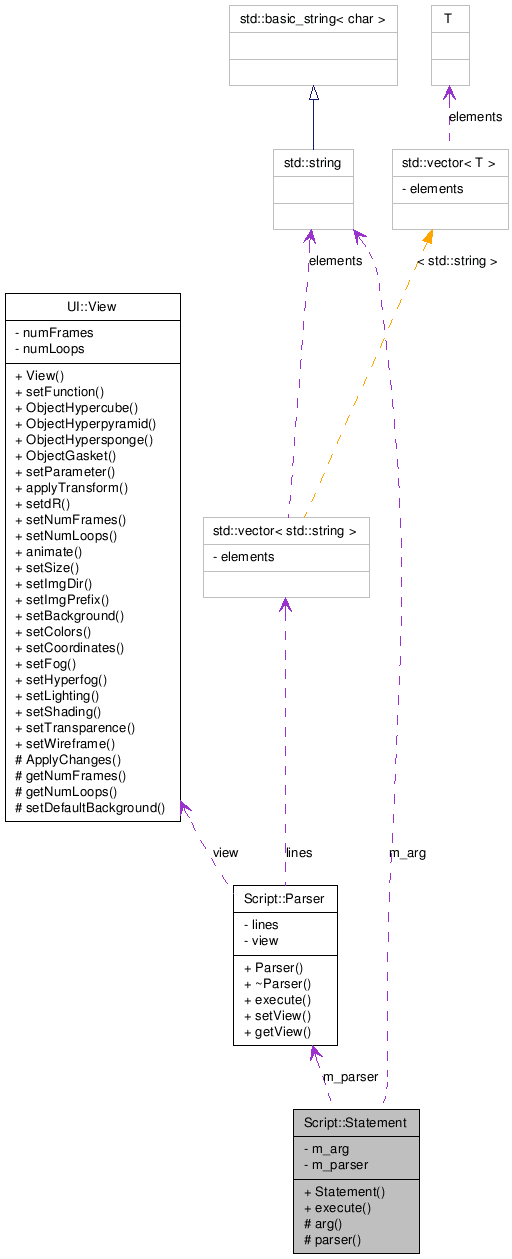 std::basic_string< char >
T
elements
std::string
std::vector< T >
- elements
elements
< std::string >
UI::View
- numFrames
- numLoops
+ View()
+ setFunction()
+ ObjectHypercube()
+ ObjectHyperpyramid()
+ ObjectHypersponge()
+ ObjectGasket()
+ setParameter()
+ applyTransform()
+ setdR()
+ setNumFrames()
+ setNumLoops()
+ animate()
+ setSize()
+ setImgDir()
+ setImgPrefix()
+ setBackground()
+ setColors()
+ setCoordinates()
+ setFog()
+ setHyperfog()
+ setLighting()
+ setShading()
+ setTransparence()
+ setWireframe()
# ApplyChanges()
# getNumFrames()
# getNumLoops()
# setDefaultBackground()
std::vector< std::string >
- elements
view
lines
m_arg
Script::Parser
- lines
- view
+ Parser()
+ ~Parser()
+ execute()
+ setView()
+ getView()
m_parser
Script::Statement
- m_arg
- m_parser
+ Statement()
+ execute()
# arg()
# parser()